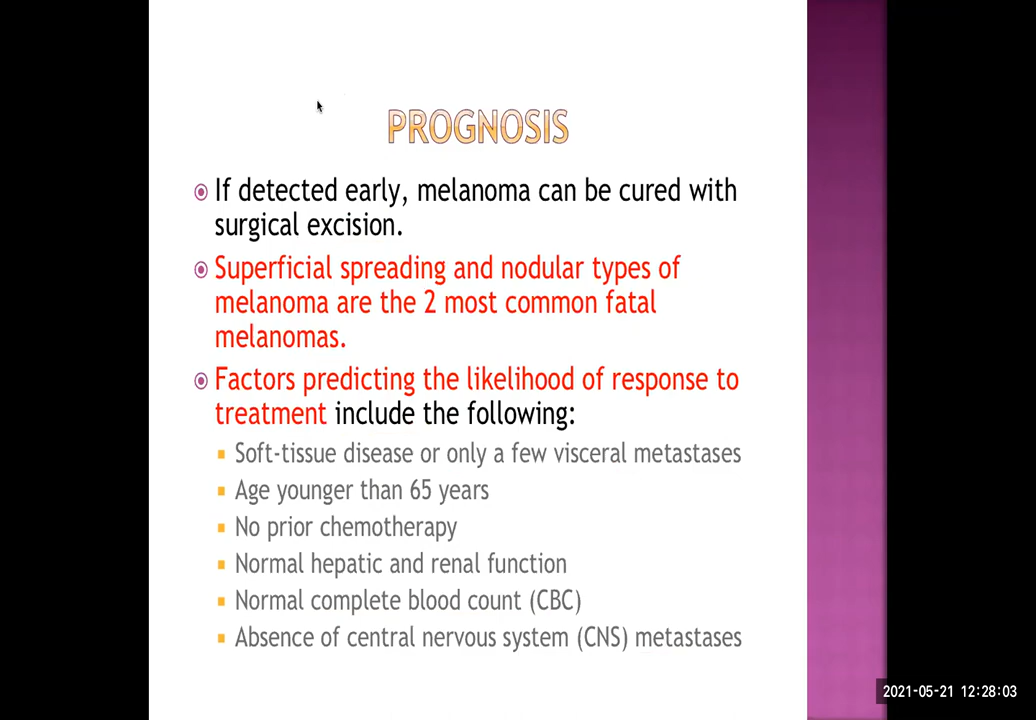 PROGNOSIS
If detected early, melanoma can be cured with
surgical excision.
Superficial spreading and nodular types of
melanoma are the 2 most common fatal
melanomas.
Factors predicting the likelihood of response to
treatment include the following:
Soft-tissue disease or only a few visceral metastases
Age younger than 65 years
No prior chemotherapy
Normal hepatic and renal function
Normal complete blood count (CBC)
Absence of central nervous system (CNS) metastases
2021-05-21 12:28:03